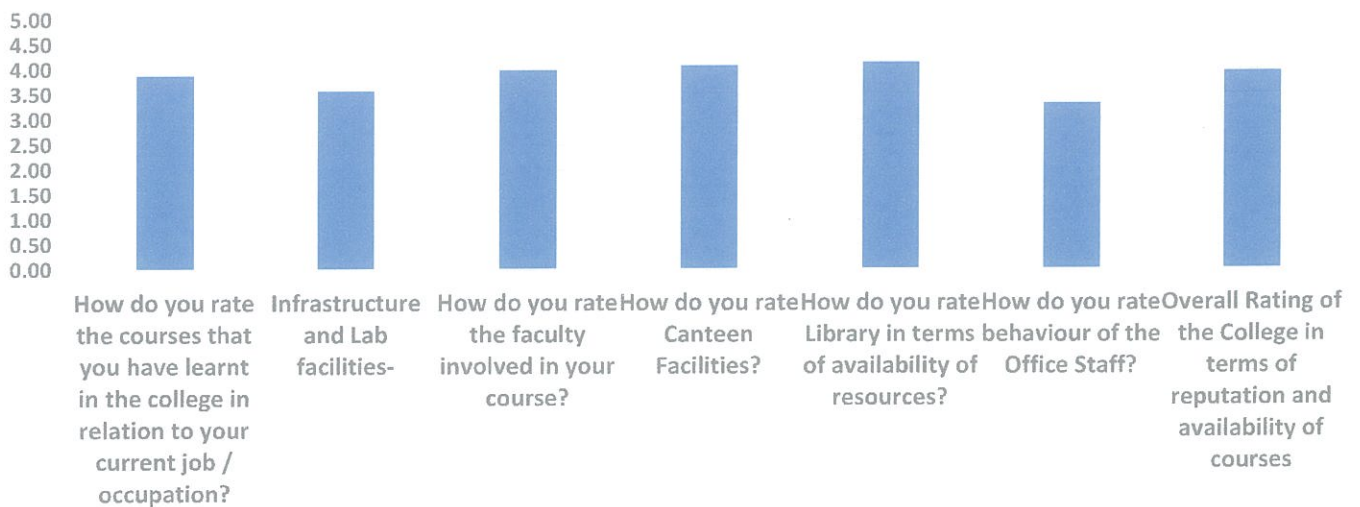 5.00
4.50
4.00
3.50
3.00
2.50
2.00
1.50
1.00
0.50
0.00
How do you rate
the courses that
you have learnt
in the college in
relation to your
current job /
occupation?
Infrastructure
and Lab
facilities-
How do you rate
the faculty
involved in your
course?
How do you rate
Canteen
Facilities?
How do you rate
Library in terms
of availability of
resources?
How do you rate
behaviour of the
Office Staff?
Overall Rating of
the College in
terms of
reputation and
availability of
courses